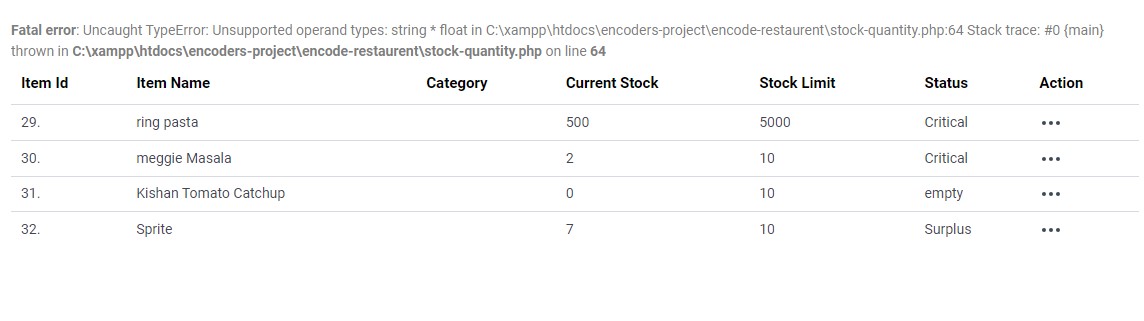 Fatal error: Uncaught TypeError: Unsupported operand types: string * float in C:\xampp\htdocs\encoders-project\encode-restaurent\stock-quantity.php:64 Stack trace: #0 {main}
thrown in C:\xampp\htdocs\encoders-project\encode-restaurent\stock-quantity.php on line 64
Item Id Item Name Category Current Stock Stock Limit Status Action
29. ring pasta 500 5000 Critical •••
30. meggie Masala 2 10 Critical •••
31. Kishan Tomato Catchup 0 10 empty •••
32. Sprite 7 10 Surplus •••